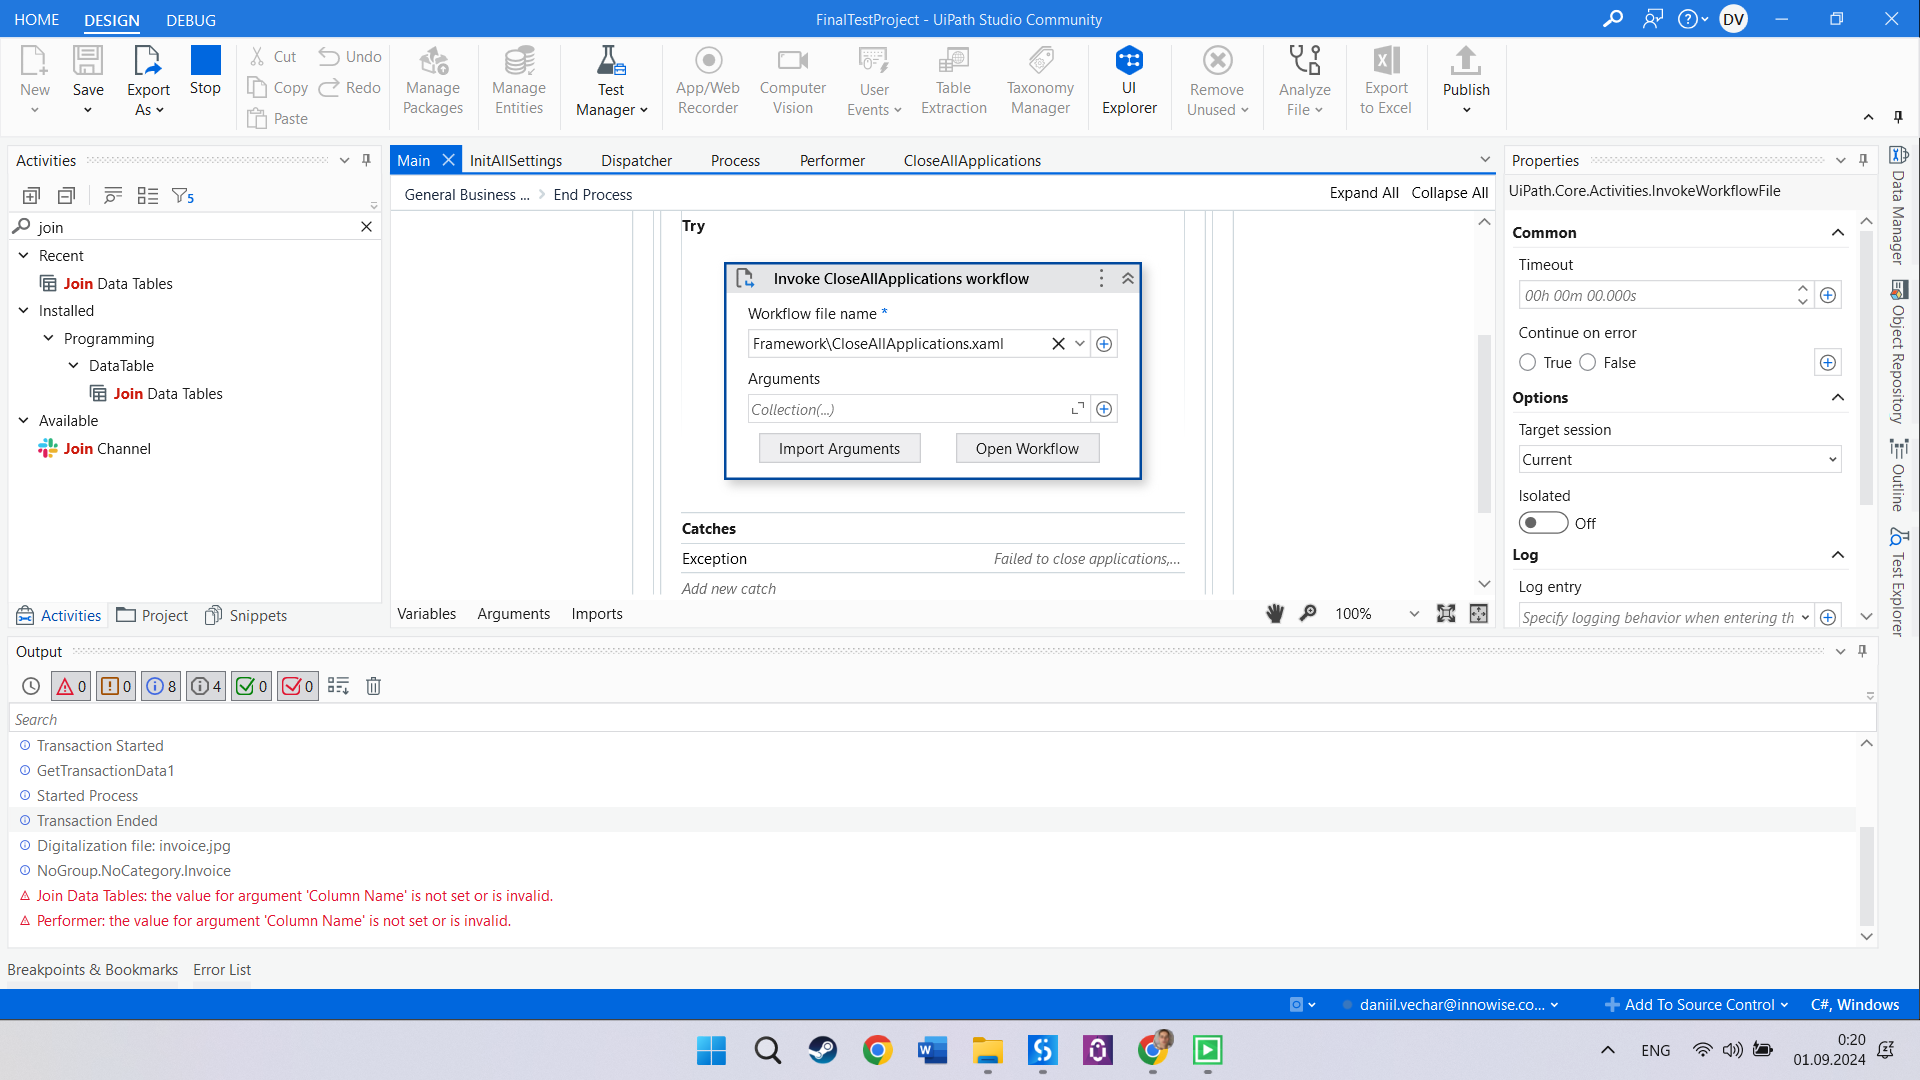 HOME DESIGN DEBUG
FinalTestProject - UiPath Studio Community
DV
New
Save
Export As
Stop
Cut
Copy
Paste
Undo
Redo
Manage Packages
Manage Entities
Test Manager
App/Web Recorder
Computer Vision
User Events
Table Extraction
Taxonomy Manager
UI Explorer
Remove Unused
Analyze File
Export to Excel
Publish
Activities
5
join
Recent
Join Data Tables
Installed
Programming
DataTable
Join Data Tables
Available
Join Channel
Activities Project Snippets
Main InitAllSettings Dispatcher Process Performer CloseAllApplications
General Business ... End Process
Expand All Collapse All
Try
Invoke CloseAllApplications workflow
Workflow file name *
Framework\CloseAllApplications.xaml
Arguments
Collection(...)
Import Arguments Open Workflow
Catches
Exception Failed to close applications,...
Add new catch
Variables Arguments Imports
100%
Properties
UiPath.Core.Activities.InvokeWorkflowFile
Common
Timeout
00h 00m 00.000s
Continue on error
True False
Options
Target session
Current
Isolated
Off
Log
Log entry
Specify logging behavior when entering th
Data Manager
Object Repository
Outline
Test Explorer
Output
0 0 8 4 0 0
Search
Transaction Started
GetTransactionData1
Started Process
Transaction Ended
Digitalization file: invoice.jpg
NoGroup.NoCategory.Invoice
Join Data Tables: the value for argument 'Column Name' is not set or is invalid.
Performer: the value for argument 'Column Name' is not set or is invalid.
Breakpoints & Bookmarks Error List
daniil.vechar@innowise.co... Add To Source Control C#, Windows
ENG
0:20
01.09.2024